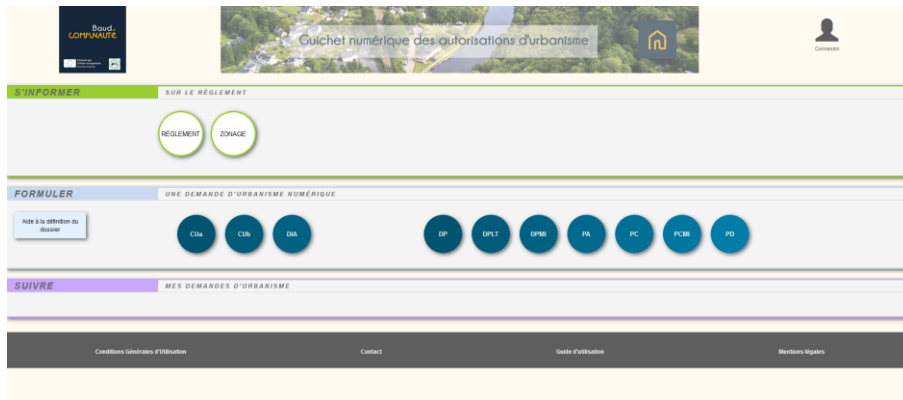 Baud
COMMUNAUTÉ
Guichet numérique des autorisations d'urbanisme
Connexion
S'INFORMER
SUR LE RÉGLEMENT
RÉGLEMENT
ZONAGE
FORMULER
UNE DEMANDE D'URBANISME NUMÉRIQUE
Aide à la définition du
dossier
CUa
CUb
DIA
DP
DPLT
DPMI
PA
PC
PCMI
PD
SUIVRE
MES DEMANDES D'URBANISME
Conditions Générales d'Utilisation
Contact
Guide d'utilisation
Mentions légales